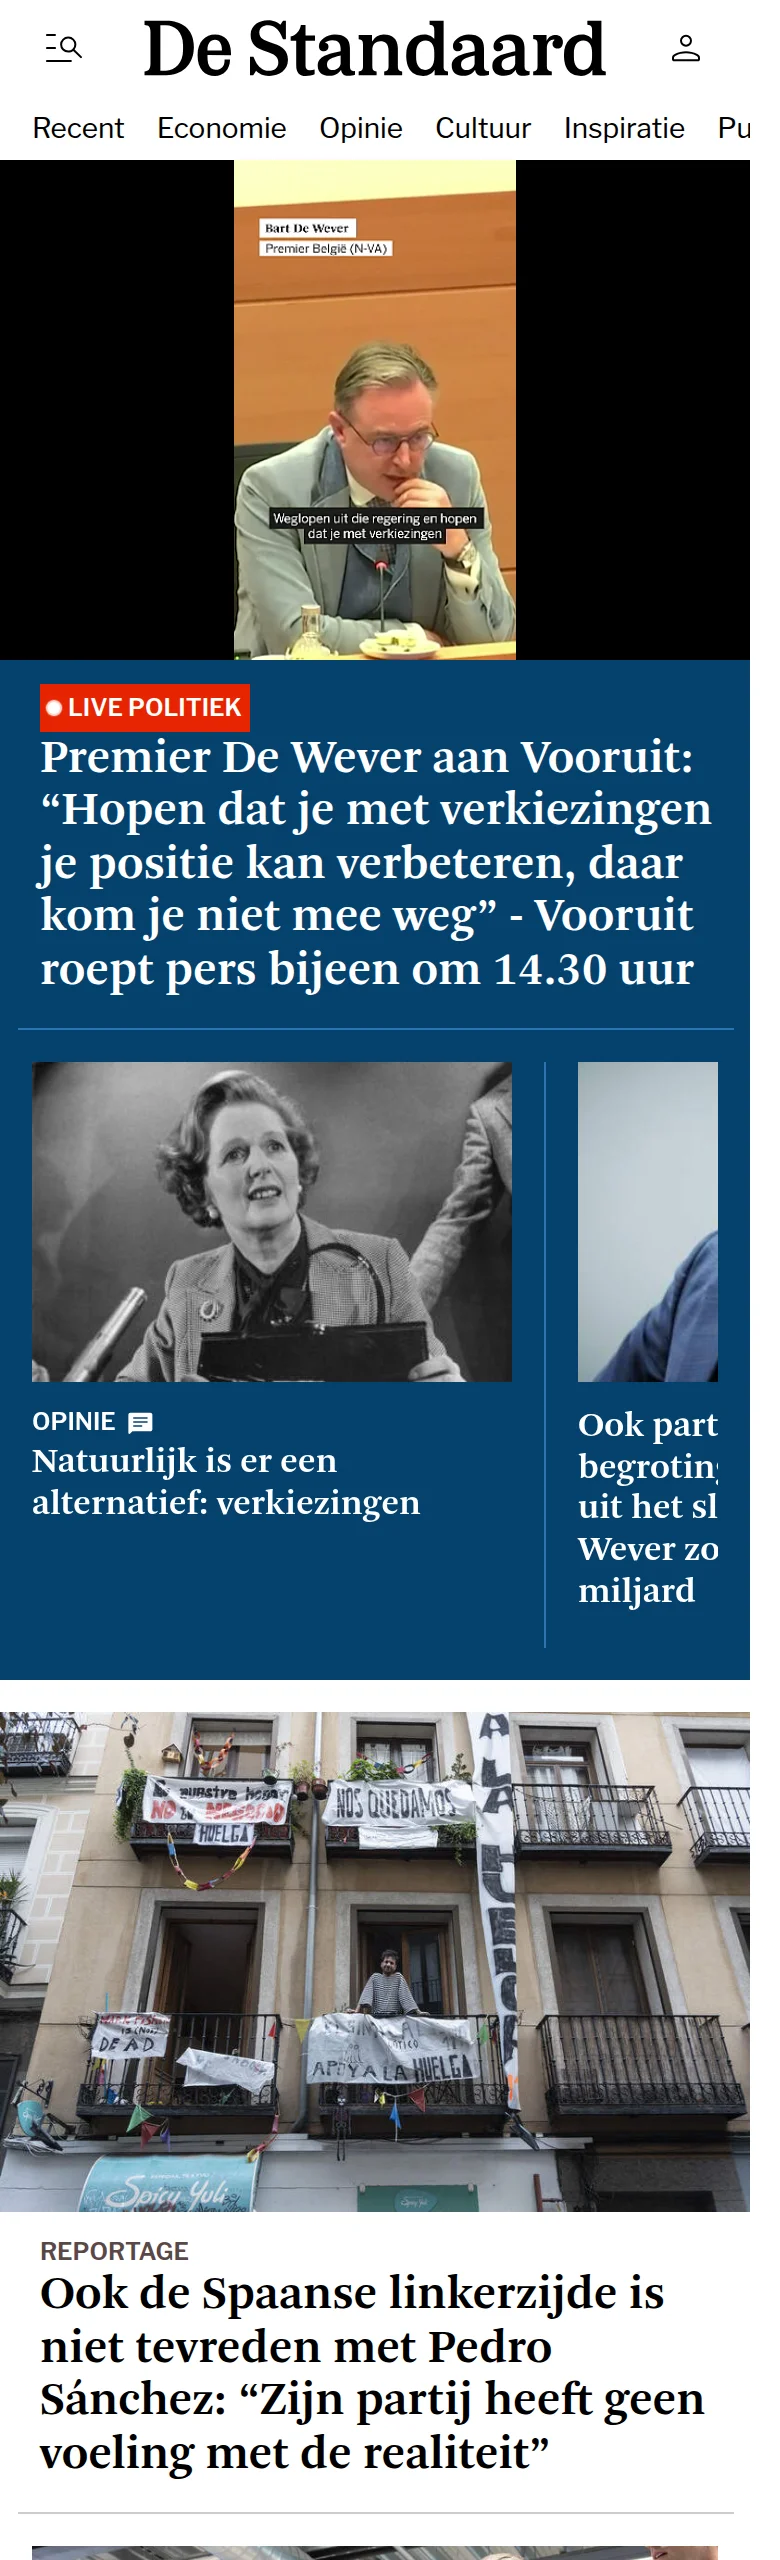 De Standaard
Recent Economie Opinie Cultuur Inspiratie Pu
Bart De Wever
Premier België (N-VA)
Weglopen uit die regering en hopen
dat je met verkiezingen
LIVE POLITIEK
Premier De Wever aan Vooruit:
“Hopen dat je met verkiezingen
je positie kan verbeteren, daar
kom je niet mee weg” - Vooruit
roept pers bijeen om 14.30 uur
OPINIE
Natuurlijk is er een
alternatief: verkiezingen
Ook part
begroting
uit het sl
Wever zo
miljard
NO
HUELGA
NOS QUEDAMOS
A LA
DEAD
APOYA LA HUELGA
Spicy Yuli
REPORTAGE
Ook de Spaanse linkerzijde is
niet tevreden met Pedro
Sánchez: “Zijn partij heeft geen
voeling met de realiteit”